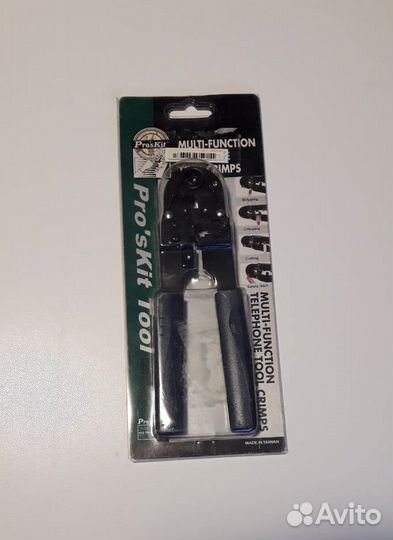 Pro'sKit
MULTI-FUNCTION
CRIMPS
Pro'sKit Tool
Stripping
Crimping
Cutting
MULTI-FUNCTION
TELEPHONE TOOL CRIMPS
MADE IN TAIWAN
Avito